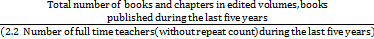 Total number of books and chapters in edited volumes,books
published during the last five years
(2.2 Number of full time teachers(without repeat count)during the last five years)